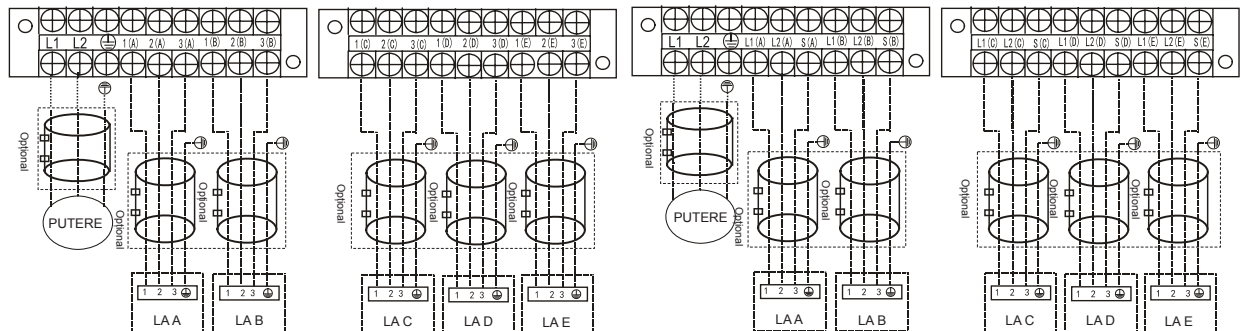 L1 L2 1(A) 2(A) 3(A) 1(B) 2(B) 3(B)
Optional
PUTERE
Optional
Optional
1 2 3
LA A
1 2 3
LA B
1(C) 2(C) 3(C) 1(D) 2(D) 3(D) 1(E) 2(E) 3(E)
Optional
Optional
Optional
1 2 3
LA C
1 2 3
LA D
1 2 3
LA E
L1 L2 L1(A) L2(A) S(A) L1(B) L2(B) S(B)
Optional
PUTERE
Optional
Optional
1 2 3
LA A
1 2 3
LA B
L1(C) L2(C) S(C) L1(D) L2(D) S(D) L1(E) L2(E) S(E)
Optional
Optional
Optional
1 2 3
LA C
1 2 3
LA D
1 2 3
LA E